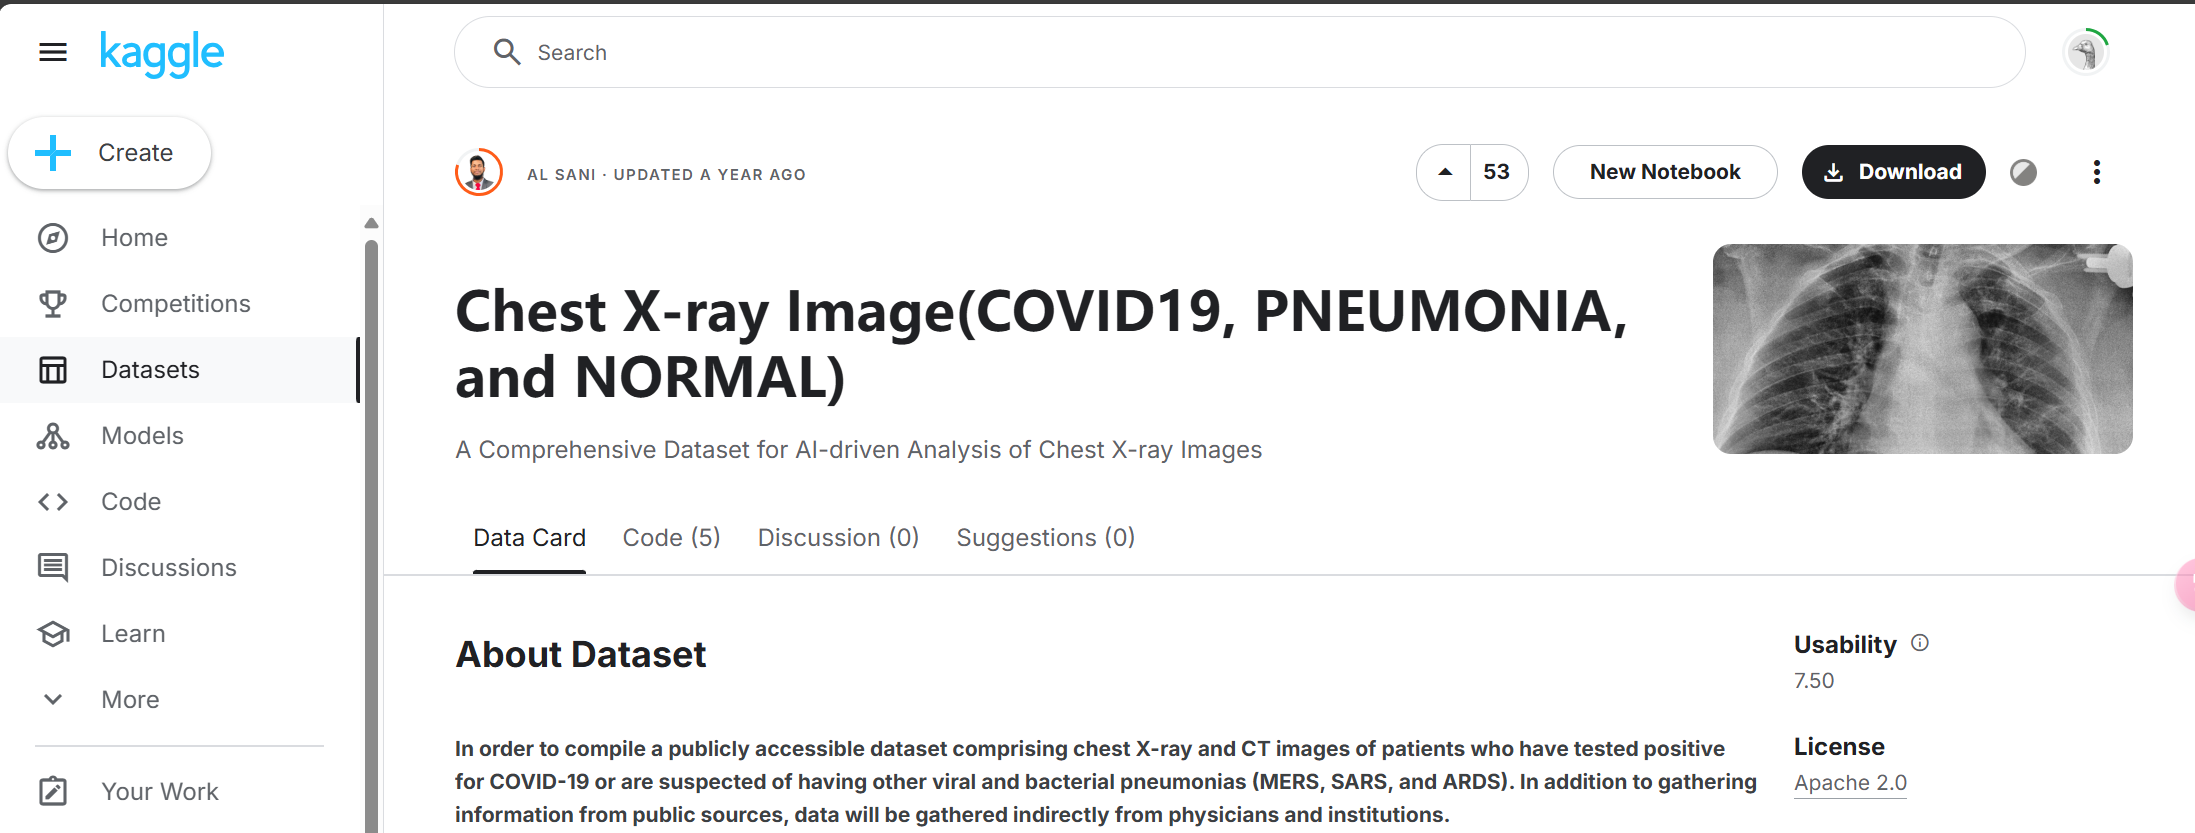 kaggle
Search
Create
Home
Competitions
Datasets
Models
Code
Discussions
Learn
More
Your Work
AL SANI · UPDATED A YEAR AGO
53
New Notebook
Download
Chest X-ray Image(COVID19, PNEUMONIA,
and NORMAL)
A Comprehensive Dataset for AI-driven Analysis of Chest X-ray Images
Data Card
Code (5)
Discussion (0)
Suggestions (0)
About Dataset
In order to compile a publicly accessible dataset comprising chest X-ray and CT images of patients who have tested positive
for COVID-19 or are suspected of having other viral and bacterial pneumonias (MERS, SARS, and ARDS). In addition to gathering
information from public sources, data will be gathered indirectly from physicians and institutions.
Usability
7.50
License
Apache 2.0